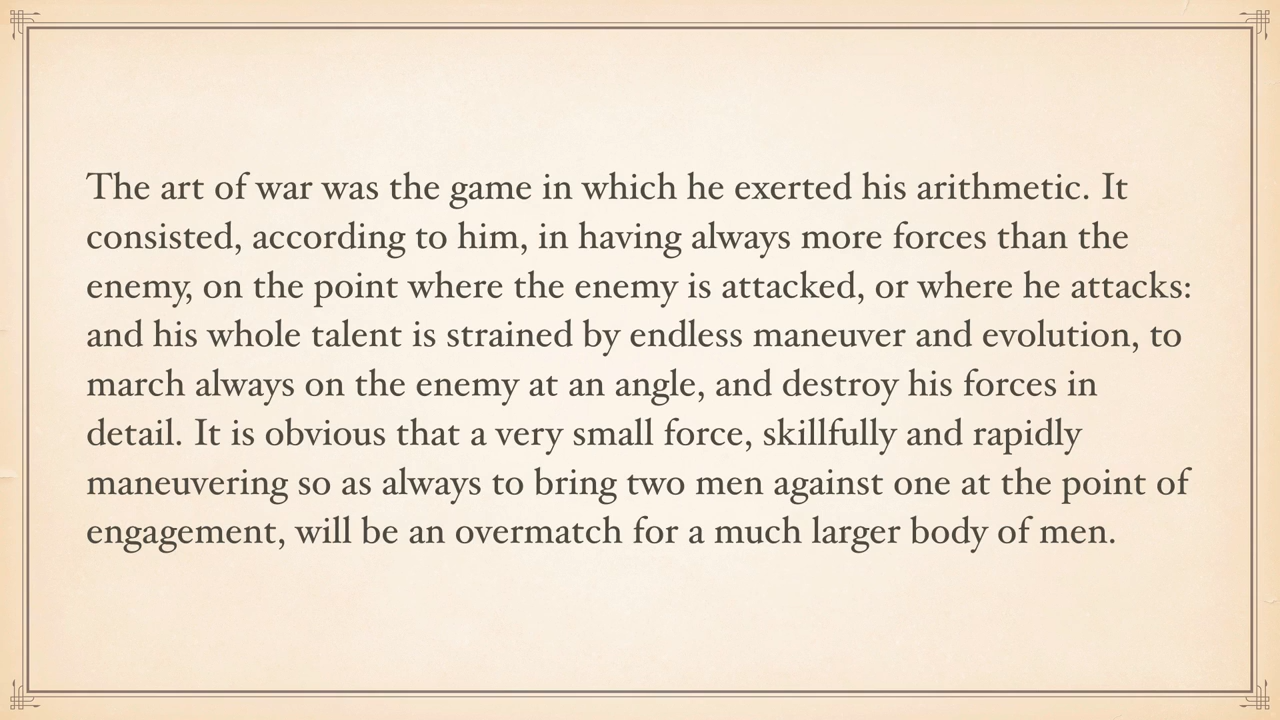 The art of war was the game in which he exerted his arithmetic. It
consisted, according to him, in having always more forces than the
enemy, on the point where the enemy is attacked, or where he attacks:
and his whole talent is strained by endless maneuver and evolution, to
march always on the enemy at an angle, and destroy his forces in
detail. It is obvious that a very small force, skillfully and rapidly
maneuvering so as always to bring two men against one at the point of
engagement, will be an overmatch for a much larger body of men.